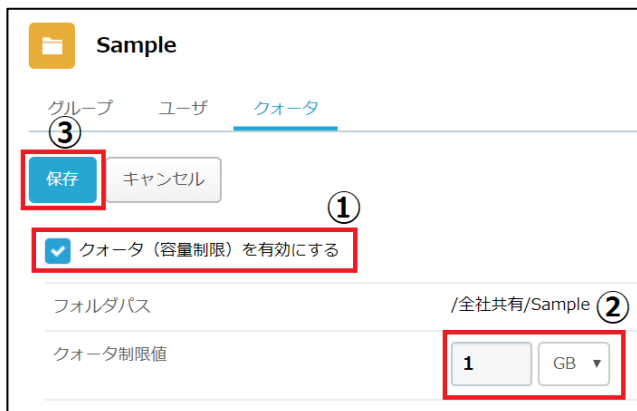 Sample
グループ ユーザ クォータ
③
保存 キャンセル
①
クォータ（容量制限）を有効にする
フォルダパス /全社共有/Sample ②
クォータ制限値 1 GB ▼